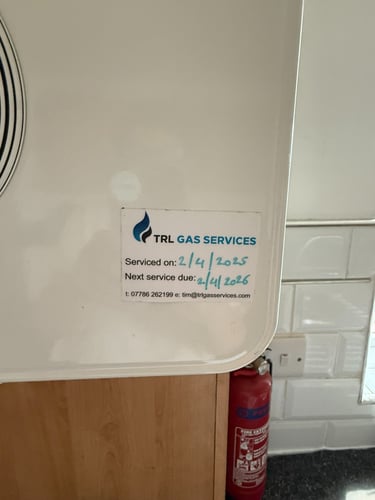 TRL GAS SERVICES
Serviced on: 2/4/2025
Next service due: 2/4/2026
t: 07786 262199 e: tim@trlgasservices.com